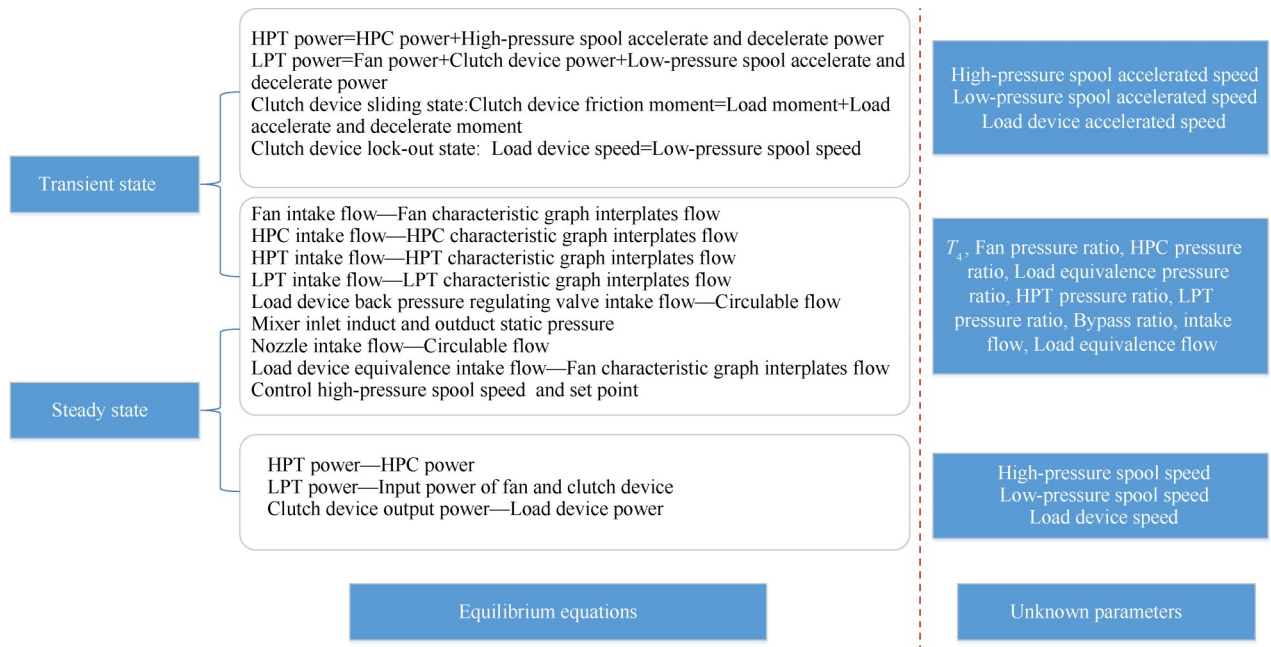 HPT power=HPC power+High-pressure spool accelerate and decelerate power
LPT power=Fan power+Clutch device power+Low-pressure spool accelerate and
decelerate power
Clutch device sliding state:Clutch device friction moment=Load moment+Load
accelerate and decelerate moment
Clutch device lock-out state: Load device speed=Low-pressure spool speed
High-pressure spool accelerated speed
Low-pressure spool accelerated speed
Load device accelerated speed
Transient state
Fan intake flow—Fan characteristic graph interplates flow
HPC intake flow—HPC characteristic graph interplates flow
HPT intake flow—HPT characteristic graph interplates flow
LPT intake flow—LPT characteristic graph interplates flow
Load device back pressure regulating valve intake flow—Circulable flow
Mixer inlet induct and outduct static pressure
Nozzle intake flow—Circulable flow
Load device equivalence intake flow—Fan characteristic graph interplates flow
Control high-pressure spool speed and set point
T₄, Fan pressure ratio, HPC pressure
ratio, Load equivalence pressure
ratio, HPT pressure ratio, LPT
pressure ratio, Bypass ratio, intake
flow, Load equivalence flow
Steady state
HPT power—HPC power
LPT power—Input power of fan and clutch device
Clutch device output power—Load device power
High-pressure spool speed
Low-pressure spool speed
Load device speed
Equilibrium equations
Unknown parameters